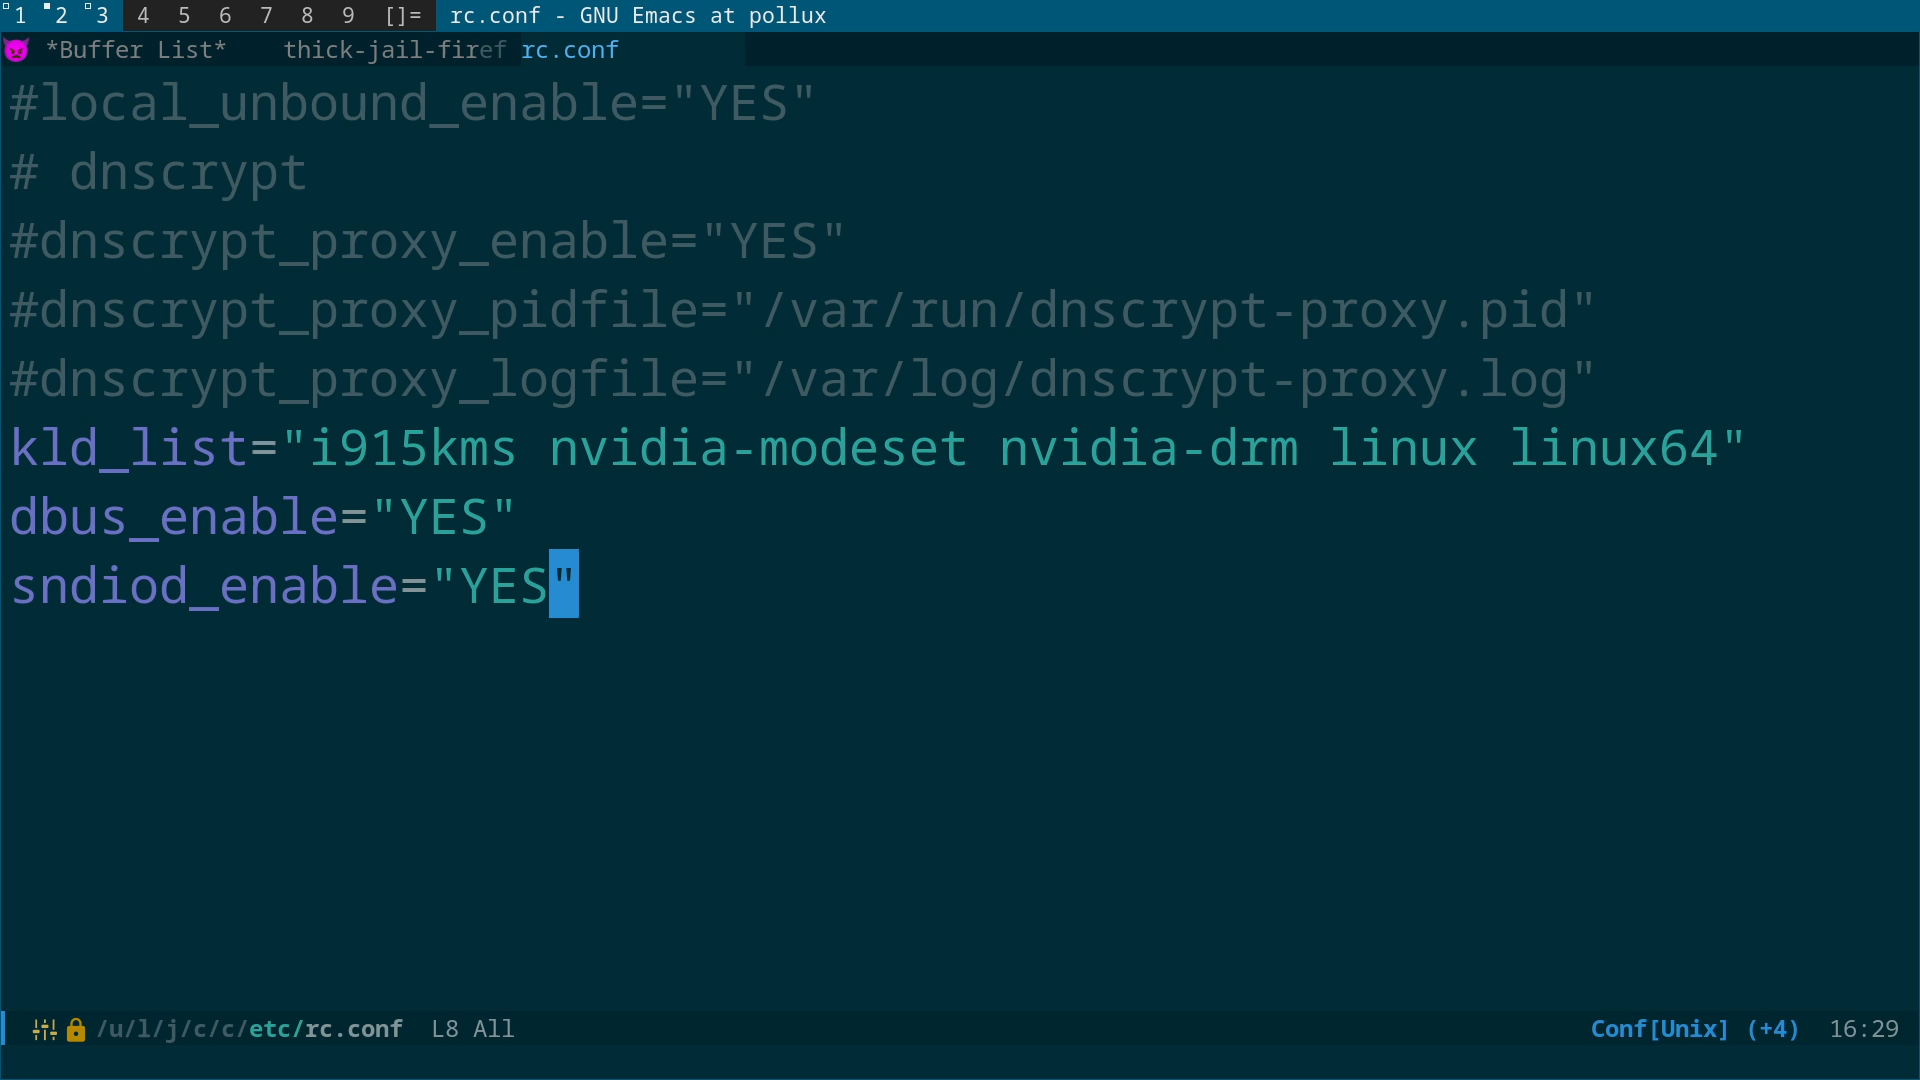 1 2 3 4 5 6 7 8 9 []= rc.conf - GNU Emacs at pollux
*Buffer List* thick-jail-firef rc.conf
#local_unbound_enable="YES"
# dnscrypt
#dnscrypt_proxy_enable="YES"
#dnscrypt_proxy_pidfile="/var/run/dnscrypt-proxy.pid"
#dnscrypt_proxy_logfile="/var/log/dnscrypt-proxy.log"
kld_list="i915kms nvidia-modeset nvidia-drm linux linux64"
dbus_enable="YES"
sndiod_enable="YES"
/u/l/j/c/c/etc/rc.conf L8 All Conf[Unix] (+4) 16:29